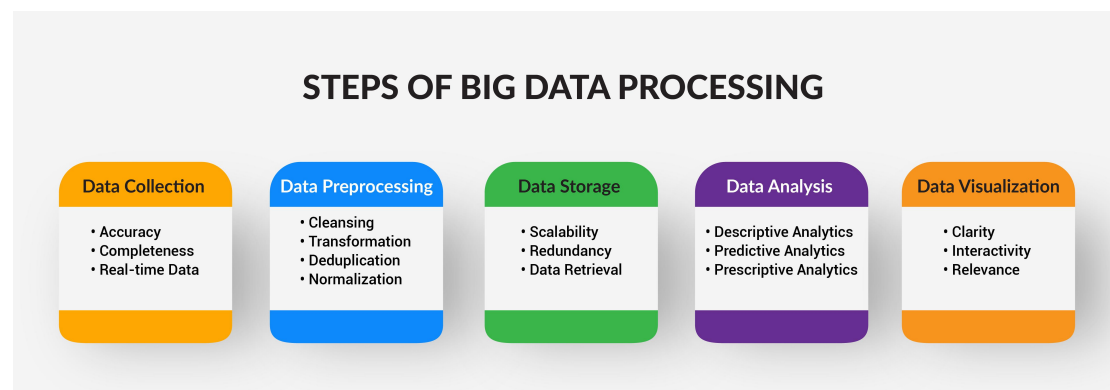 STEPS OF BIG DATA PROCESSING
Data Collection
• Accuracy
• Completeness
• Real-time Data
Data Preprocessing
• Cleansing
• Transformation
• Deduplication
• Normalization
Data Storage
• Scalability
• Redundancy
• Data Retrieval
Data Analysis
• Descriptive Analytics
• Predictive Analytics
• Prescriptive Analytics
Data Visualization
• Clarity
• Interactivity
• Relevance